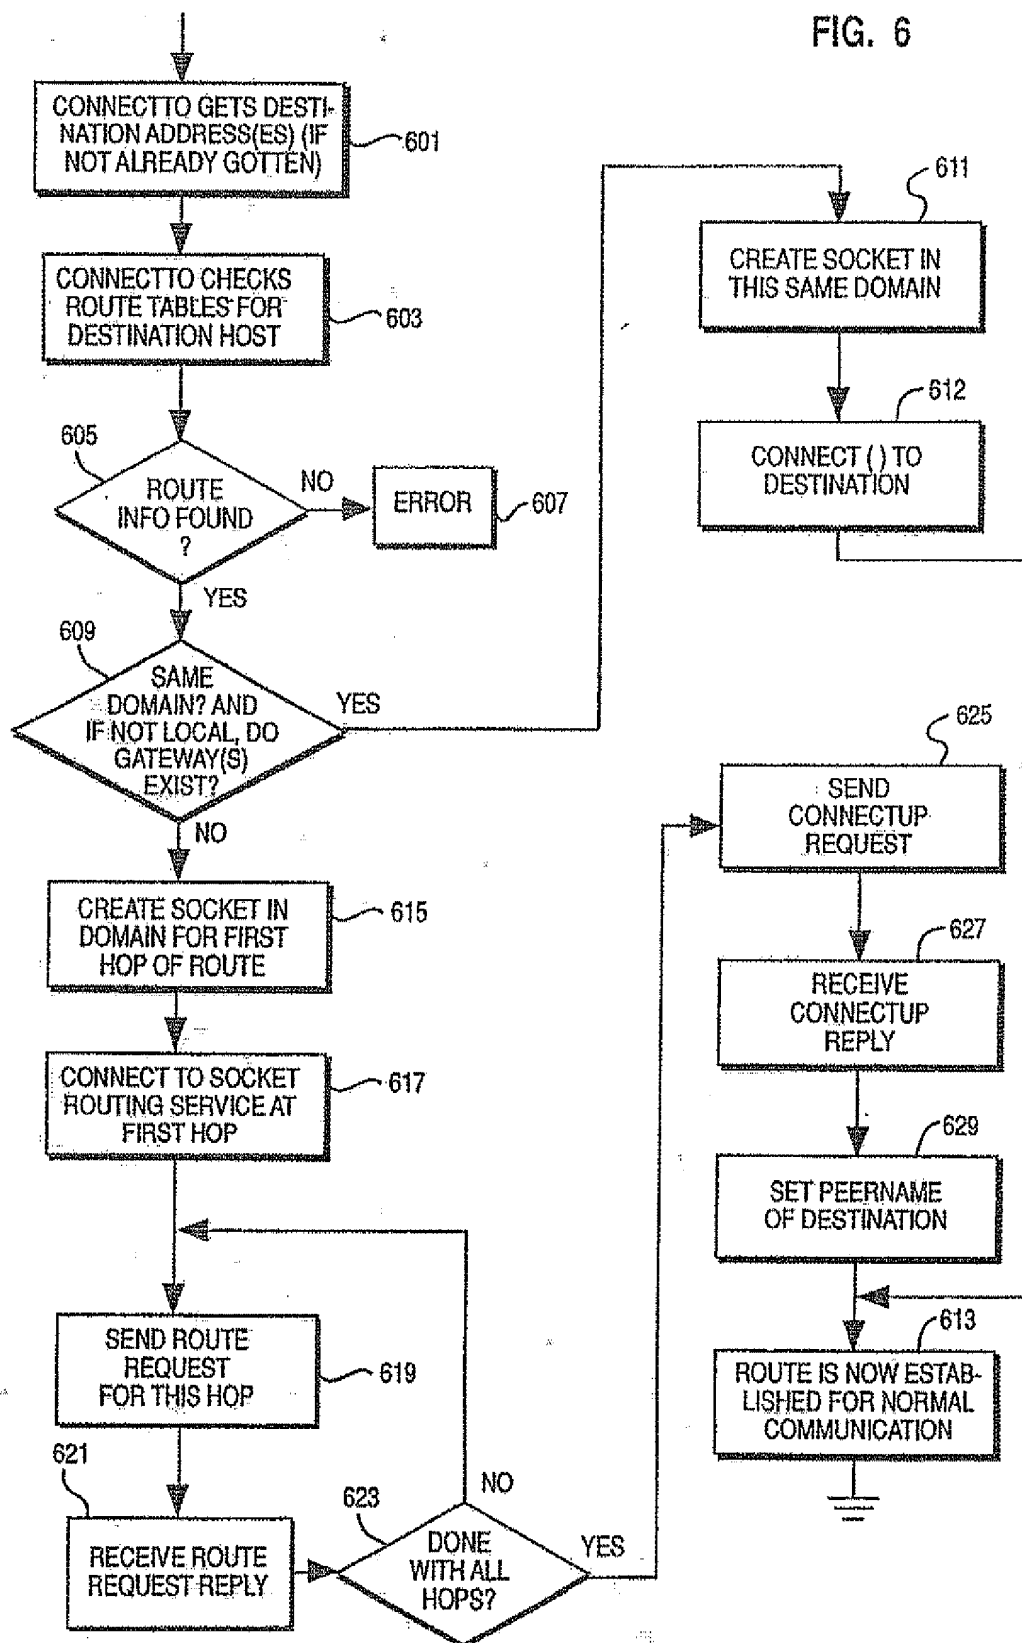 FIG. 6
CONNECTTO GETS DESTI-
NATION ADDRESS(ES) (IF
NOT ALREADY GOTTEN)
601
CONNECTTO CHECKS
ROUTE TABLES FOR
DESTINATION HOST
603
605
ROUTE
INFO FOUND
?
NO
ERROR
607
YES
609
SAME
DOMAIN? AND
IF NOT LOCAL, DO
GATEWAY(S)
EXIST?
YES
NO
611
CREATE SOCKET IN
THIS SAME DOMAIN
612
CONNECT ( ) TO
DESTINATION
CREATE SOCKET IN
DOMAIN FOR FIRST
HOP OF ROUTE
615
CONNECT TO SOCKET
ROUTING SERVICE AT
FIRST HOP
617
SEND ROUTE
REQUEST
FOR THIS HOP
619
621
RECEIVE ROUTE
REQUEST REPLY
623
DONE
WITH ALL
HOPS?
NO
YES
625
SEND
CONNECTUP
REQUEST
627
RECEIVE
CONNECTUP
REPLY
629
SET PEERNAME
OF DESTINATION
613
ROUTE IS NOW ESTAB-
LISHED FOR NORMAL
COMMUNICATION